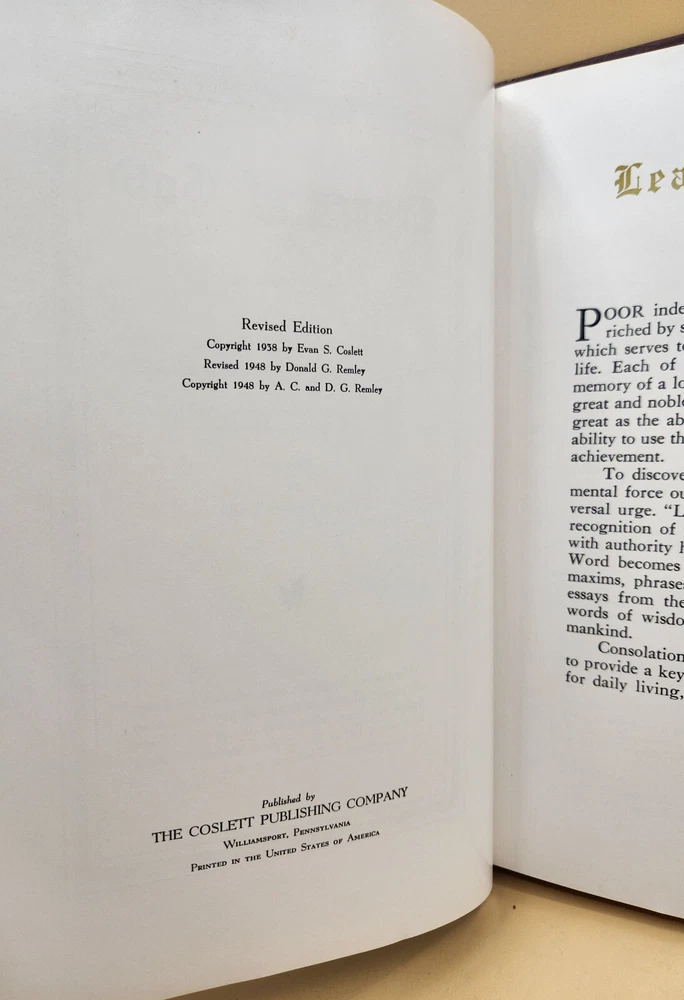 Revised Edition
Copyright 1938 by Evan S. Coslett
Revised 1948 by Donald G. Remley
Copyright 1948 by A. C. and D. G. Remley
Published by
THE COSLETT PUBLISHING COMPANY
Williamsport, Pennsylvania
Printed in the United States of America
Lea
POOR inde
riched by s
which serves to
life. Each of
memory of a lo
great and noble
great as the ab
ability to use th
achievement.
To discove
mental force ou
versal urge. “L
recognition of
with authority h
Word becomes
maxims, phrases
essays from the
words of wisdo
mankind.
Consolation
to provide a key
for daily living,